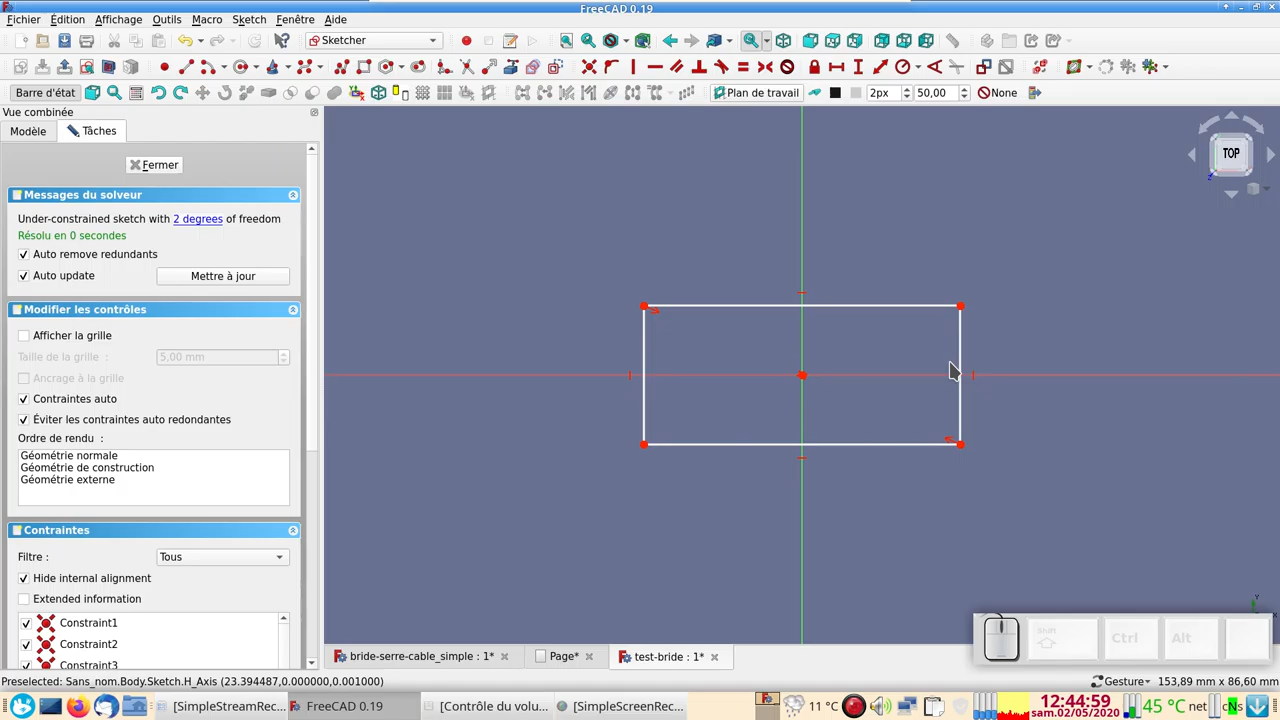 FreeCAD 0.19
Fichier Édition Affichage Outils Macro Sketch Fenêtre Aide
Sketcher
Barre d'état Plan de travail 2px 50,00 None
Vue combinée
Modèle Tâches
Fermer
TOP
Messages du solveur
Under-constrained sketch with 2 degrees of freedom
Résolu en 0 secondes
Auto remove redundants
Auto update Mettre à jour
Modifier les contrôles
Afficher la grille
Taille de la grille : 5,00 mm
Ancrage à la grille
Contraintes auto
Éviter les contraintes auto redondantes
Ordre de rendu :
Géométrie normale
Géométrie de construction
Géométrie externe
Contraintes
Filtre : Tous
Hide internal alignment
Extended information
Constraint1
Constraint2
Constraint3
Shift Ctrl Alt
bride-serre-cable_simple : 1* Page* test-bride : 1*
Preselected: Sans_nom.Body.Sketch.H_Axis (23.394487,0.000000,0.001000) Gesture 153,89 mm x 86,60 mm
[SimpleStreamRec... FreeCAD 0.19 [Contrôle du volu... [SimpleScreenRec... 11 °C 12:44:59 sam.02/05/2020 45 °C net